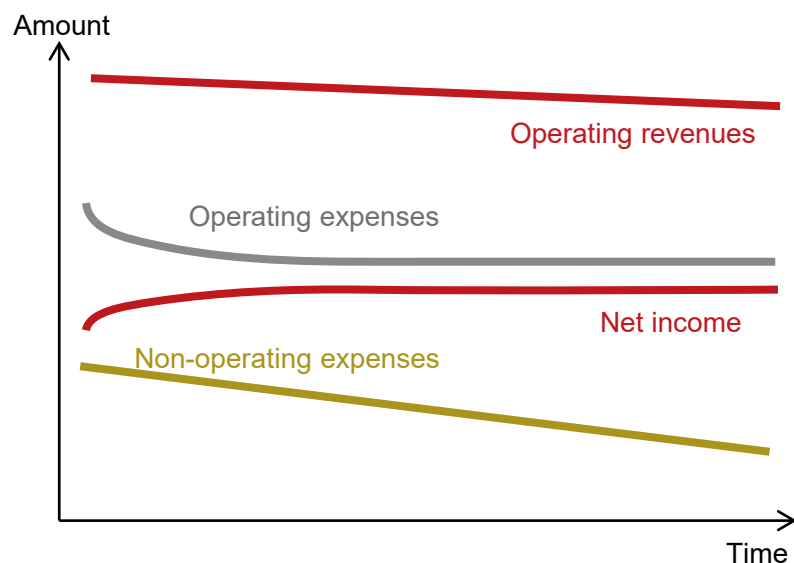 Amount
Operating revenues
Operating expenses
Net income
Non-operating expenses
Time